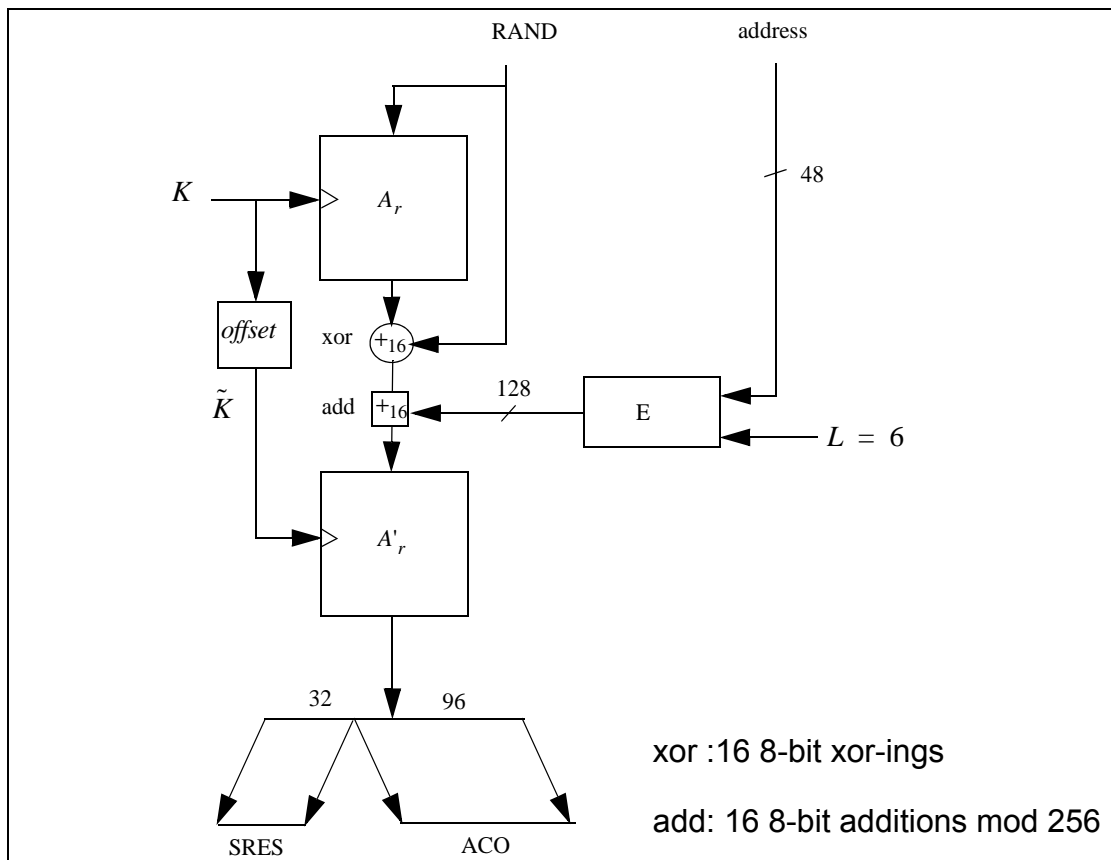 RAND address
48
K
A_r
offset
xor +16
K̃
add +16
128
E
L = 6
A'_r
32 96
xor :16 8-bit xor-ings
add: 16 8-bit additions mod 256
SRES ACO